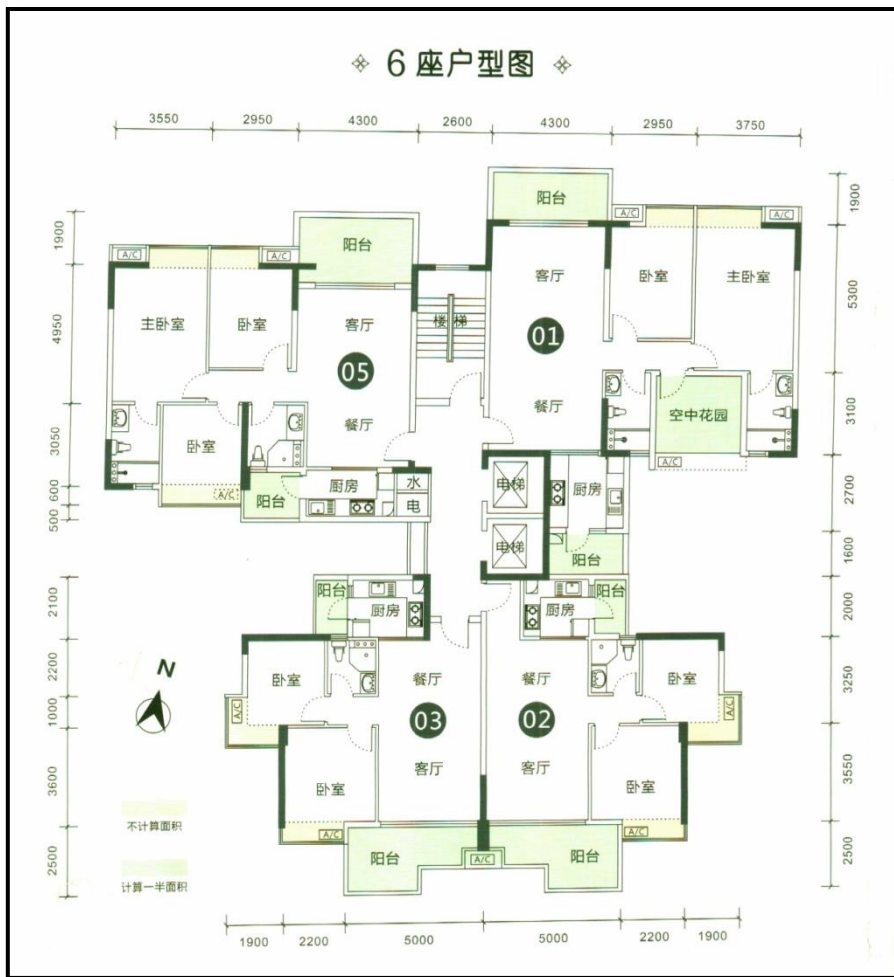 6座户型图
3550 2950 4300 2600 4300 2950 3750
阳台
1900
A/C
A/C
1900
阳台
A/C
A/C
4950
主卧室
卧室
客厅
楼梯
客厅
卧室
主卧室
5300
05
01
餐厅
餐厅
空中花园
3100
3050
卧室
A/C
600
500
A/C
阳台
厨房
水
电
电梯
电梯
厨房
2700
阳台
1600
2100
阳台
厨房
厨房
阳台
2000
N
2200
卧室
餐厅
餐厅
卧室
3250
1000
A/C
03
02
A/C
3600
卧室
客厅
客厅
卧室
3550
不计算面积
A/C
A/C
2500
阳台
A/C
阳台
2500
计算一半面积
1900 2200 5000 5000 2200 1900